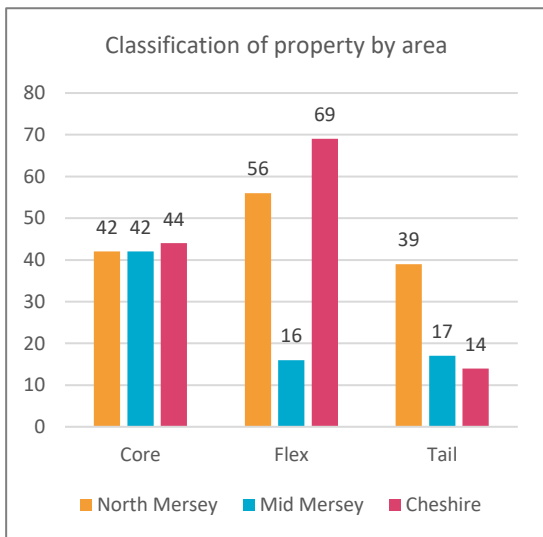 Classification of property by area
80
70
60
50
40
30
20
10
0
42 42 44
56 16 69
39 17 14
Core Flex Tail
North Mersey Mid Mersey Cheshire